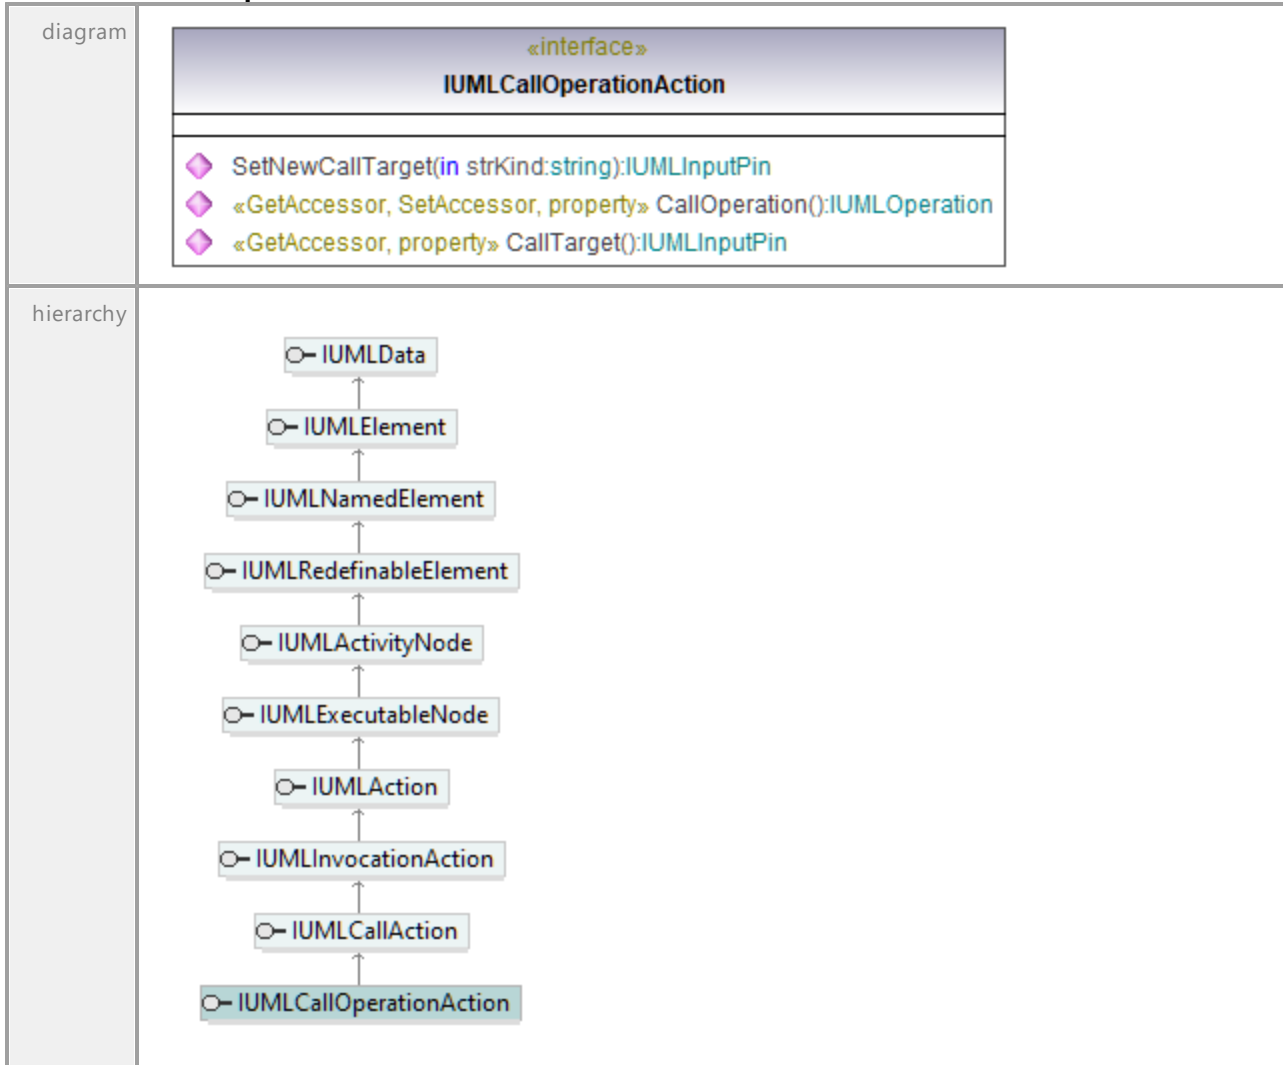 diagram
«interface»
IUMLCallOperationAction
SetNewCallTarget(in strKind:string):IUMLInputPin
«GetAccessor, SetAccessor, property» CallOperation():IUMLOperation
«GetAccessor, property» CallTarget():IUMLInputPin
hierarchy
IUMLData
IUMLElement
IUMLNamedElement
IUMLRedefinableElement
IUMLActivityNode
IUMLExecutableNode
IUMLAction
IUMLInvocationAction
IUMLCallAction
IUMLCallOperationAction